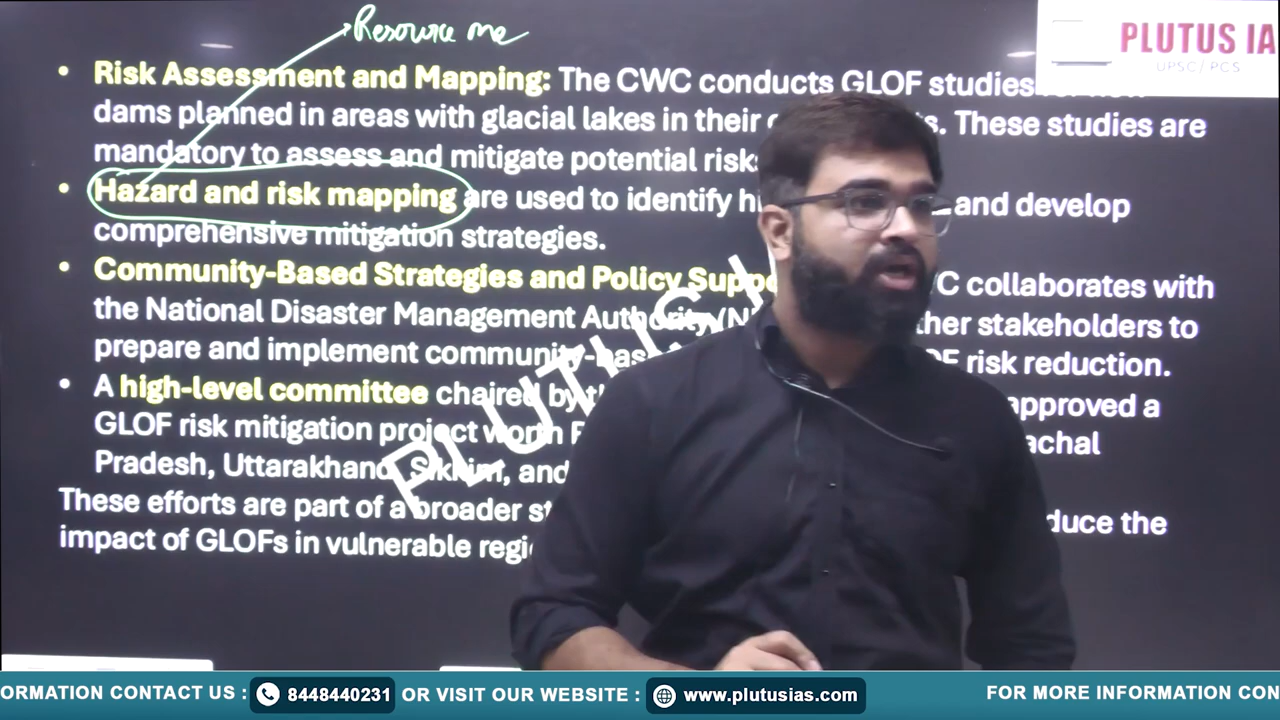 Resource me
PLUTUS IA
UPSC/ PCS
• Risk Assessment and Mapping: The CWC conducts GLOF studies
dams planned in areas with glacial lakes in their These studies are
mandatory to assess and mitigate potential risk
• Hazard and risk mapping are used to identify and develop
comprehensive mitigation strategies.
• Community-Based Strategies and Policy Suppo C collaborates with
the National Disaster Management Authority (N her stakeholders to
prepare and implement community-bas F risk reduction.
• A high-level committee chaired by approved a
GLOF risk mitigation project worth achal
Pradesh, Uttarakhand, Sikkim, and
These efforts are part of a broader st duce the
impact of GLOFs in vulnerable regi
PLUTUS I
ORMATION CONTACT US : 8448440231 OR VISIT OUR WEBSITE : www.plutusias.com FOR MORE INFORMATION CON